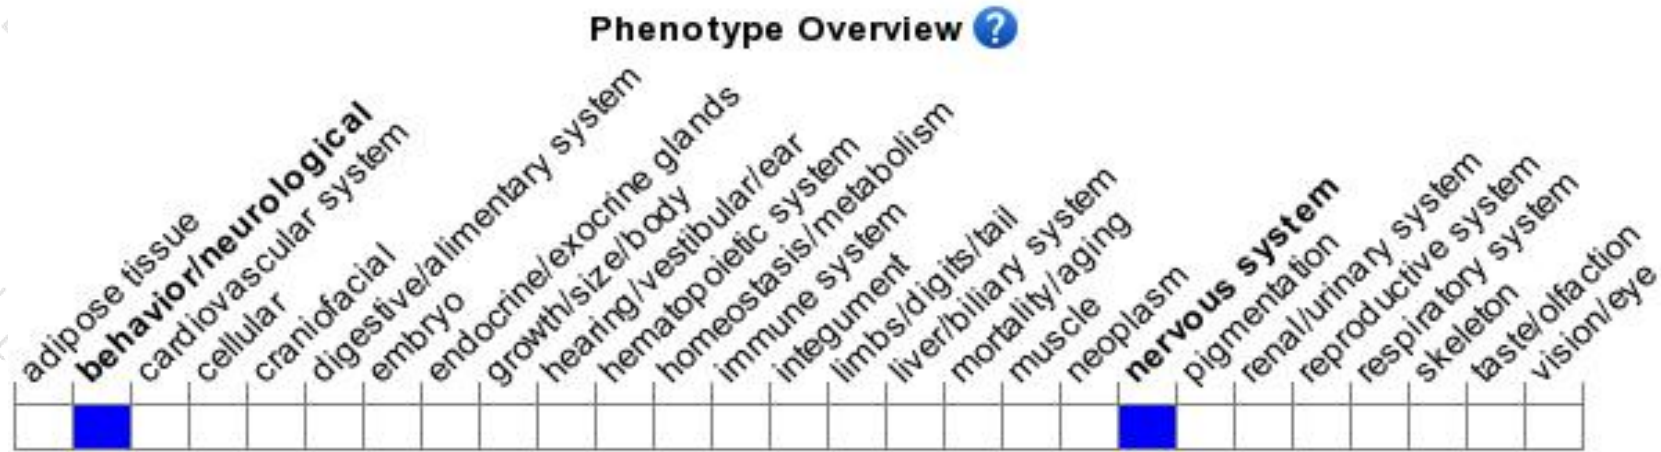 Phenotype Overview ?
adipose tissue
behavior/neurological
cardiovascular system
cellular
craniofacial
digestive/alimentary system
embryo
endocrine/exocrine glands
growth/size/body
hearing/vestibular/ear
hematopoietic system
homeostasis/metabolism
immune system
integument
limbs/digits/tail
liver/biliary system
mortality/aging
muscle
neoplasm
nervous system
pigmentation
renal/urinary system
reproductive system
respiratory system
skeleton
taste/olfaction
vision/eye